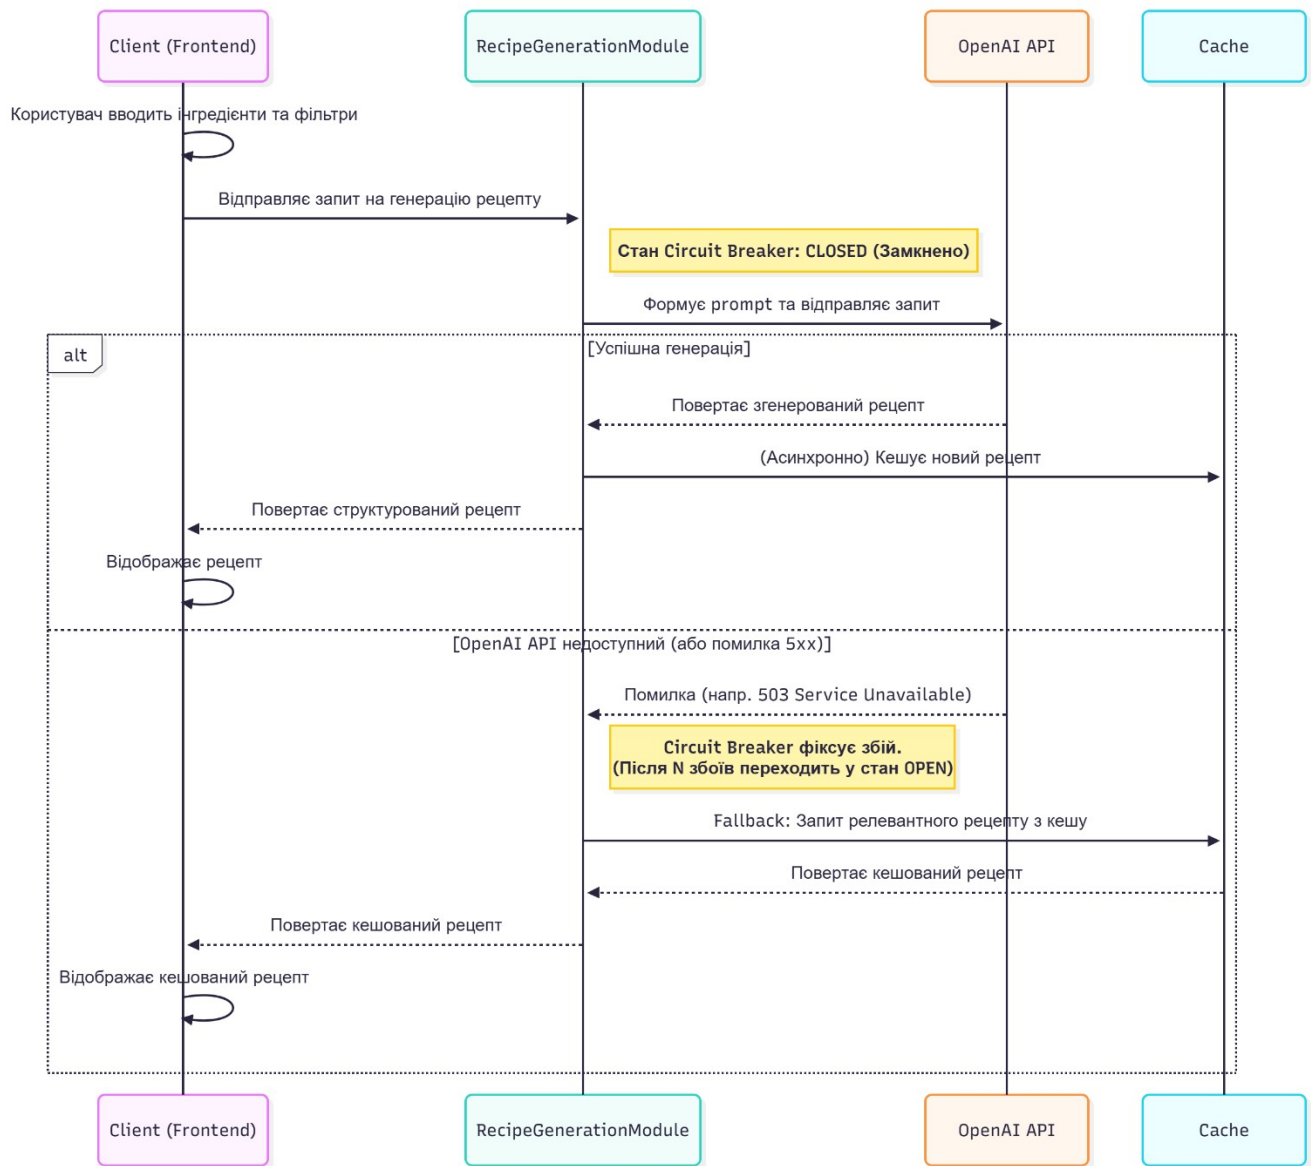 Client (Frontend)
RecipeGenerationModule
OpenAI API
Cache
Користувач вводить інгредієнти та фільтри
Відправляє запит на генерацію рецепту
Стан Circuit Breaker: CLOSED (Замкнено)
Формує prompt та відправляє запит
alt
[Успішна генерація]
Повертає згенерований рецепт
(Асинхронно) Кешує новий рецепт
Повертає структурований рецепт
Відображає рецепт
[OpenAI API недоступний (або помилка 5xx)]
Помилка (напр. 503 Service Unavailable)
Circuit Breaker фіксує збій.
(Після N збоїв переходить у стан OPEN)
Fallback: Запит релевантного рецепту з кешу
Повертає кешований рецепт
Повертає кешований рецепт
Відображає кешований рецепт
Client (Frontend)
RecipeGenerationModule
OpenAI API
Cache